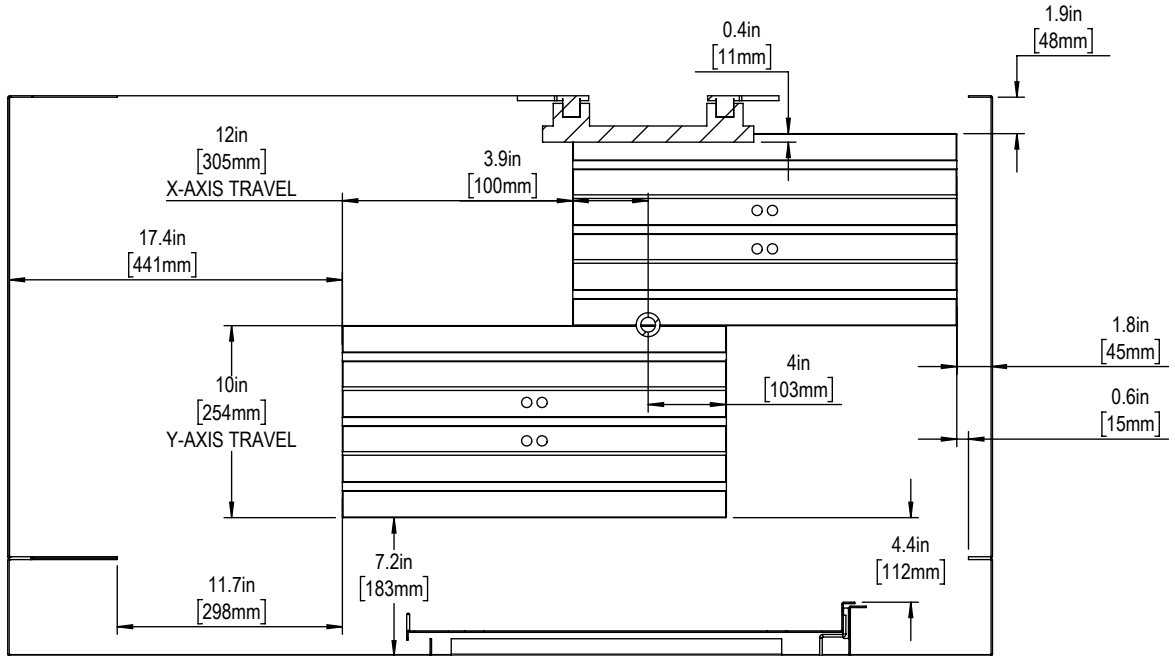 1.9in
[48mm]
0.4in
[11mm]
12in
[305mm]
X-AXIS TRAVEL
3.9in
[100mm]
17.4in
[441mm]
1.8in
[45mm]
4in
[103mm]
10in
[254mm]
Y-AXIS TRAVEL
0.6in
[15mm]
7.2in
[183mm]
4.4in
[112mm]
11.7in
[298mm]